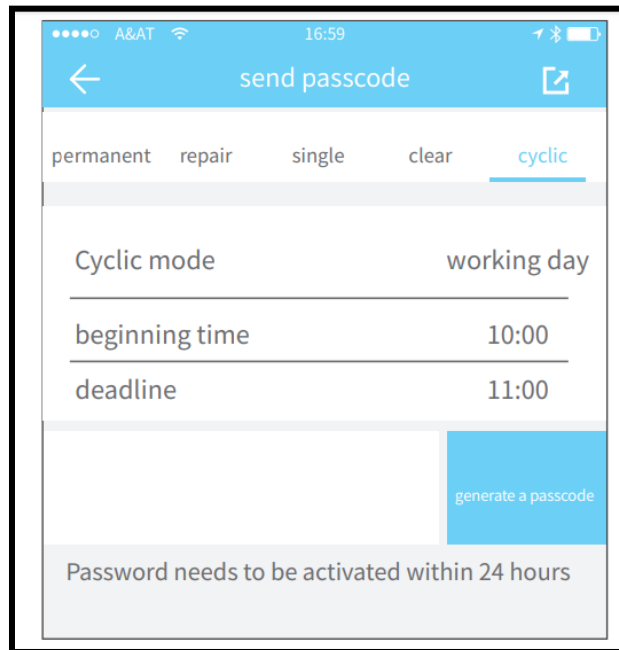 A&AT 16:59
send passcode
permanent repair single clear cyclic
Cyclic mode working day
beginning time 10:00
deadline 11:00
generate a passcode
Password needs to be activated within 24 hours